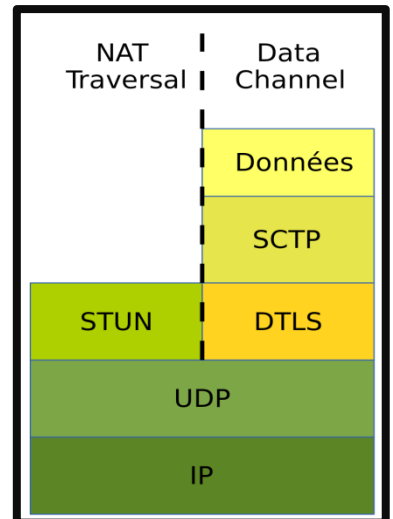 NAT
Traversal
Data
Channel
Données
SCTP
STUN
DTLS
UDP
IP